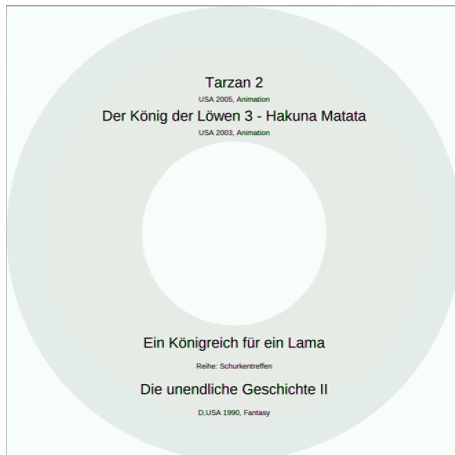 Tarzan 2
USA 2005, Animation
Der König der Löwen 3 - Hakuna Matata
USA 2003, Animation
Ein Königreich für ein Lama
Reihe: Schurkentreffen
Die unendliche Geschichte II
D,USA 1990, Fantasy